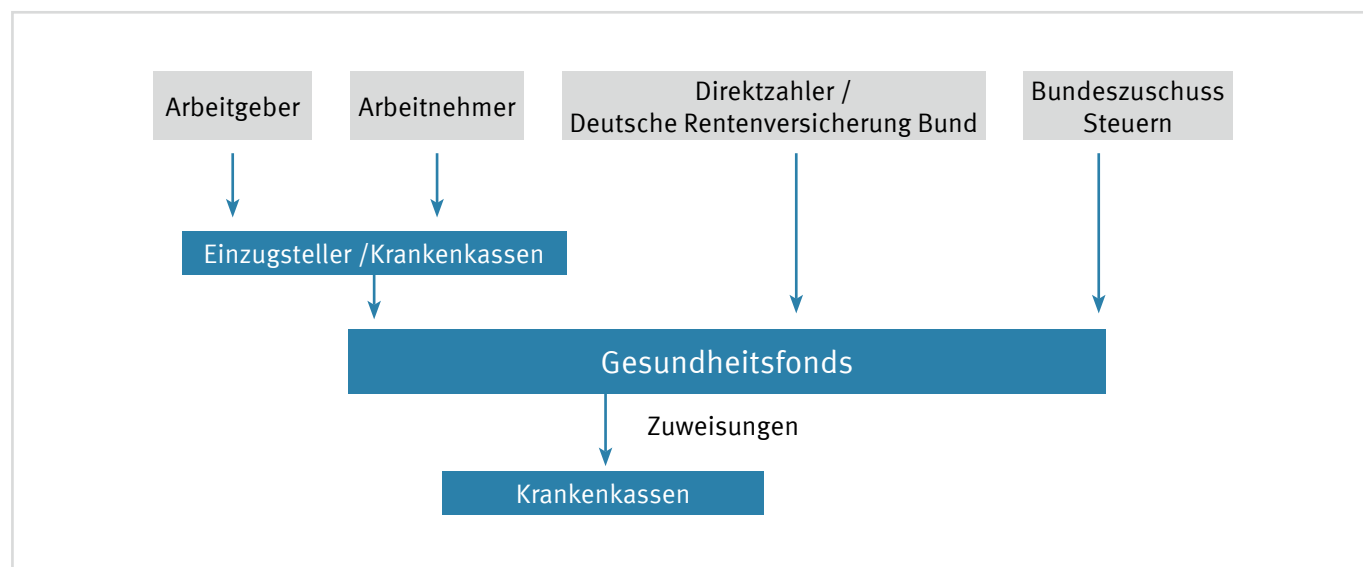 Arbeitgeber
Arbeitnehmer
Direktzahler /
Deutsche Rentenversicherung Bund
Bundeszuschuss
Steuern
Einzugsteller /Krankenkassen
Gesundheitsfonds
Zuweisungen
Krankenkassen